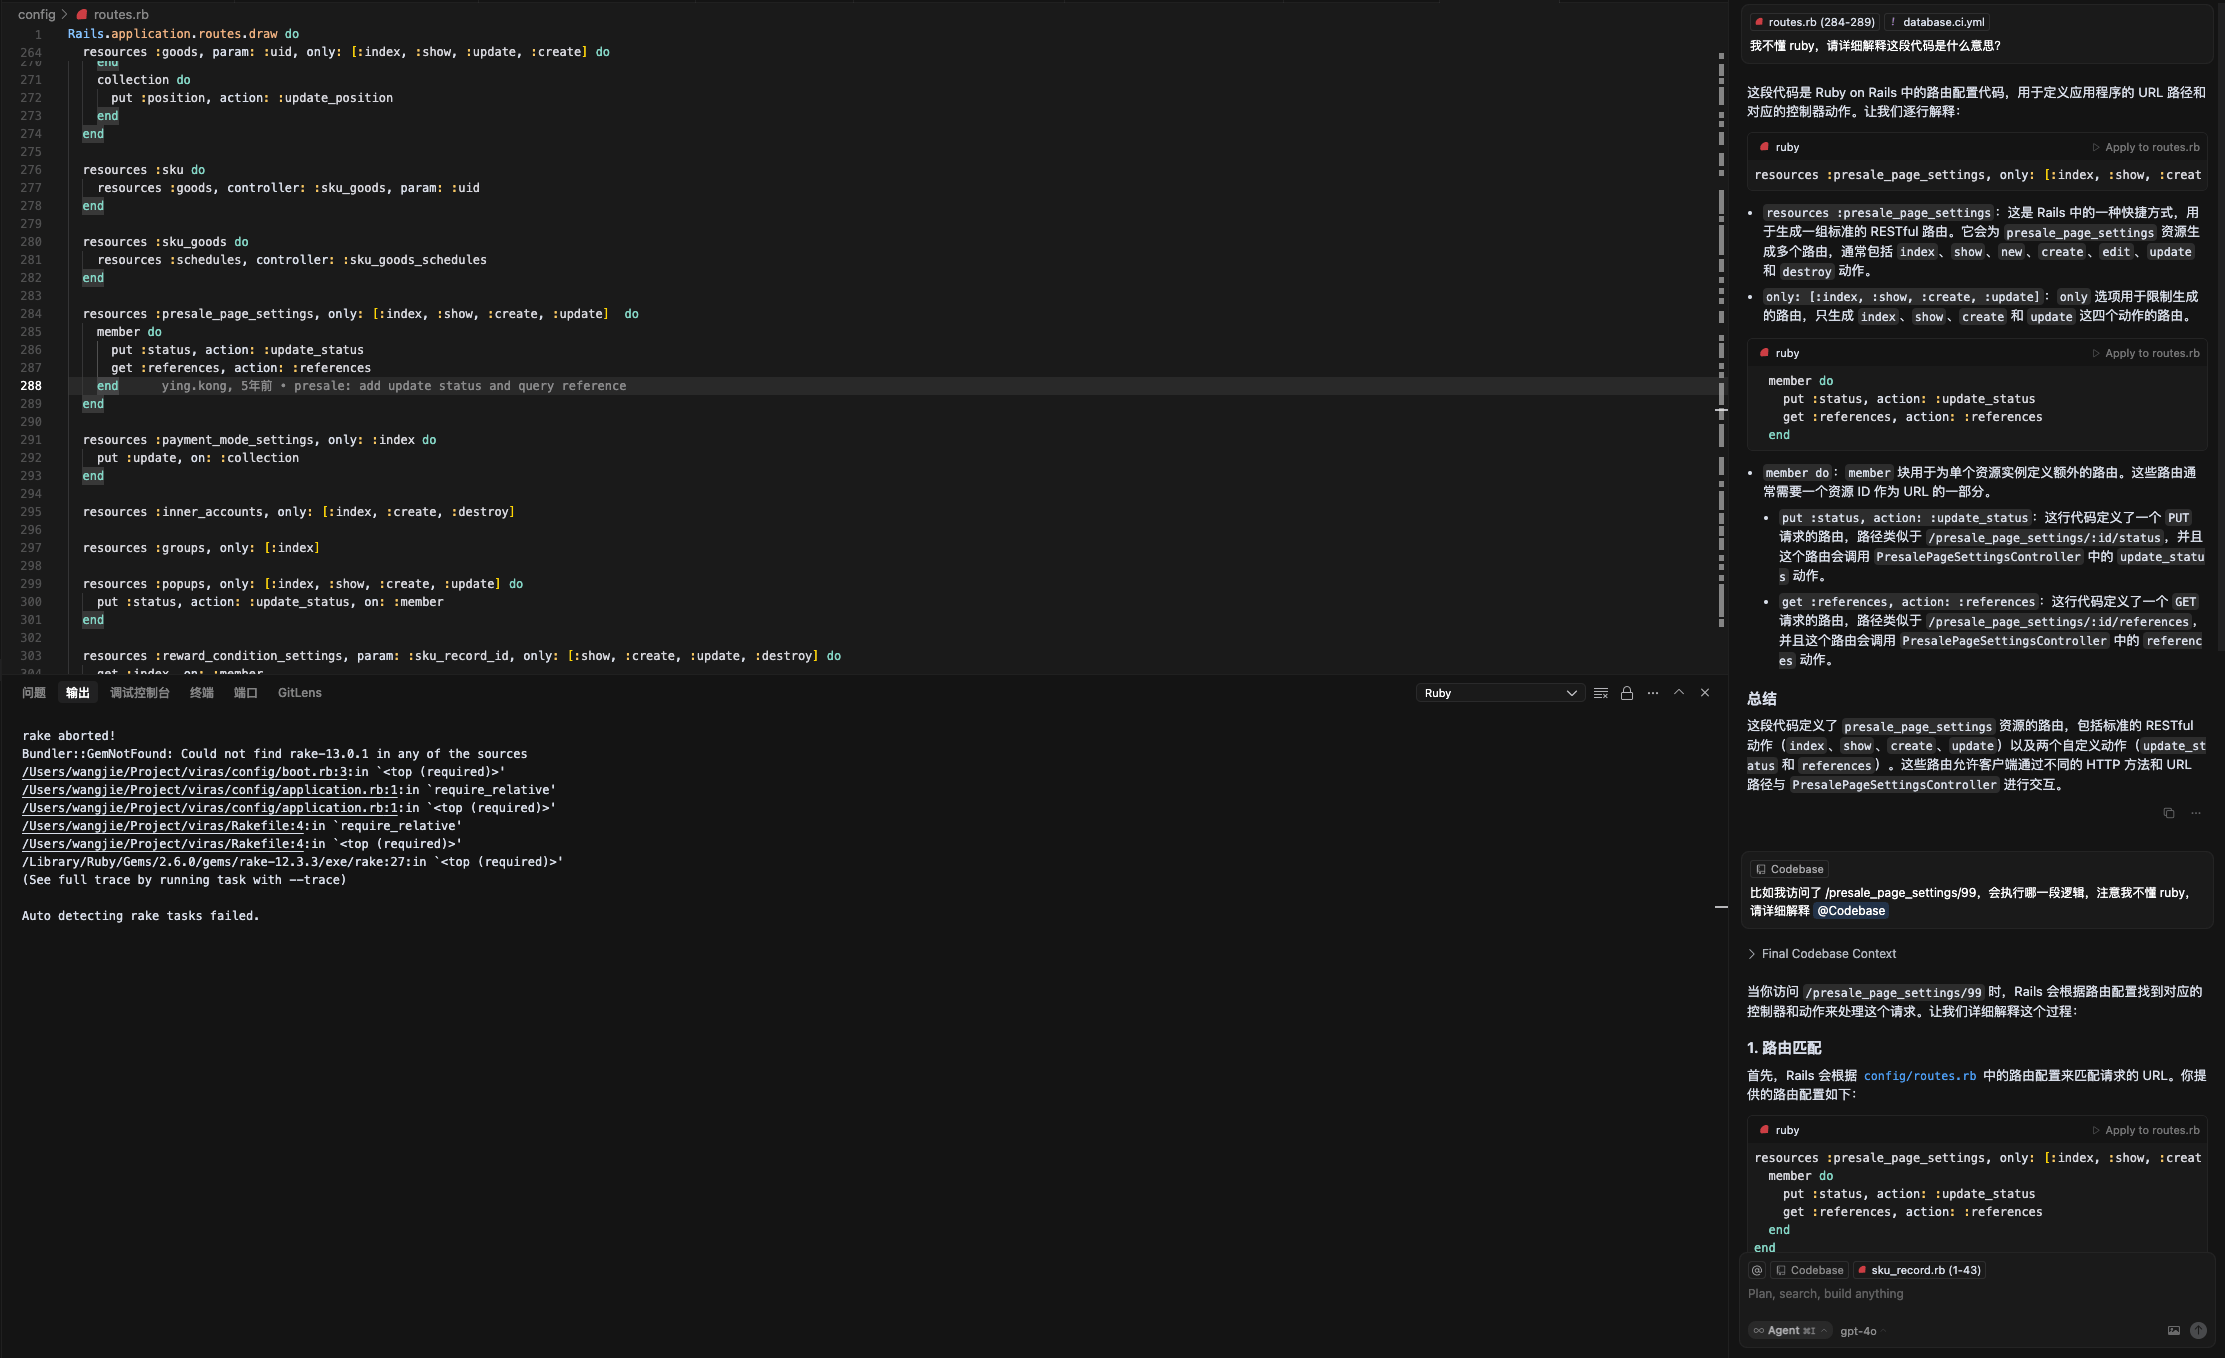 config > routes.rb
1 Rails.application.routes.draw do
264 resources :goods, param: :uid, only: [:index, :show, :update, :create] do
270 end
271 collection do
272 put :position, action: :update_position
273 end
274 end
275
276 resources :sku do
277 resources :goods, controller: :sku_goods, param: :uid
278 end
279
280 resources :sku_goods do
281 resources :schedules, controller: :sku_goods_schedules
282 end
283
284 resources :presale_page_settings, only: [:index, :show, :create, :update]  do
285 member do
286 put :status, action: :update_status
287 get :references, action: :references
288 end ying.kong, 5年前 • presale: add update status and query reference
289 end
290
291 resources :payment_mode_settings, only: :index do
292 put :update, on: :collection
293 end
294
295 resources :inner_accounts, only: [:index, :create, :destroy]
296
297 resources :groups, only: [:index]
298
299 resources :popups, only: [:index, :show, :create, :update] do
300 put :status, action: :update_status, on: :member
301 end
302
303 resources :reward_condition_settings, param: :sku_record_id, only: [:show, :create, :update, :destroy] do
304 get :index, on: :member
问题 输出 调试控制台 终端 端口 GitLens
Ruby
rake aborted!
Bundler::GemNotFound: Could not find rake-13.0.1 in any of the sources
/Users/wangjie/Project/viras/config/boot.rb:3:in `<top (required)>'
/Users/wangjie/Project/viras/config/application.rb:1:in `require_relative'
/Users/wangjie/Project/viras/config/application.rb:1:in `<top (required)>'
/Users/wangjie/Project/viras/Rakefile:4:in `require_relative'
/Users/wangjie/Project/viras/Rakefile:4:in `<top (required)>'
/Library/Ruby/Gems/2.6.0/gems/rake-12.3.3/exe/rake:27:in `<top (required)>'
(See full trace by running task with --trace)
Auto detecting rake tasks failed.
routes.rb (284-289) ! database.ci.yml
我不懂 ruby，请详细解释这段代码是什么意思？
这段代码是 Ruby on Rails 中的路由配置代码，用于定义应用程序的 URL 路径和
对应的控制器动作。让我们逐行解释：
ruby Apply to routes.rb
resources :presale_page_settings, only: [:index, :show, :creat
• resources :presale_page_settings：这是 Rails 中的一种快捷方式，用
于生成一组标准的 RESTful 路由。它会为 presale_page_settings 资源生
成多个路由，通常包括 index、show、new、create、edit、update
和 destroy 动作。
• only: [:index, :show, :create, :update]：only 选项用于限制生成
的路由，只生成 index、show、create 和 update 这四个动作的路由。
ruby Apply to routes.rb
member do
put :status, action: :update_status
get :references, action: :references
end
• member do：member 块用于为单个资源实例定义额外的路由。这些路由通
常需要一个资源 ID 作为 URL 的一部分。
• put :status, action: :update_status：这行代码定义了一个 PUT
请求的路由，路径类似于 /presale_page_settings/:id/status，并且
这个路由会调用 PresalePageSettingsController 中的 update_statu
s 动作。
• get :references, action: :references：这行代码定义了一个 GET
请求的路由，路径类似于 /presale_page_settings/:id/references，
并且这个路由会调用 PresalePageSettingsController 中的 referenc
es 动作。
总结
这段代码定义了 presale_page_settings 资源的路由，包括标准的 RESTful
动作（index、show、create、update）以及两个自定义动作（update_st
atus 和 references）。这些路由允许客户端通过不同的 HTTP 方法和 URL
路径与 PresalePageSettingsController 进行交互。
Codebase
比如我访问了 /presale_page_settings/99，会执行哪一段逻辑，注意我不懂 ruby，
请详细解释 @Codebase
> Final Codebase Context
当你访问 /presale_page_settings/99 时，Rails 会根据路由配置找到对应的
控制器和动作来处理这个请求。让我们详细解释这个过程：
1. 路由匹配
首先，Rails 会根据 config/routes.rb 中的路由配置来匹配请求的 URL。你提
供的路由配置如下：
ruby Apply to routes.rb
resources :presale_page_settings, only: [:index, :show, :creat
member do
put :status, action: :update_status
get :references, action: :references
end
end
@ Codebase sku_record.rb (1-43)
Plan, search, build anything
∞ Agent ⌘I gpt-4o